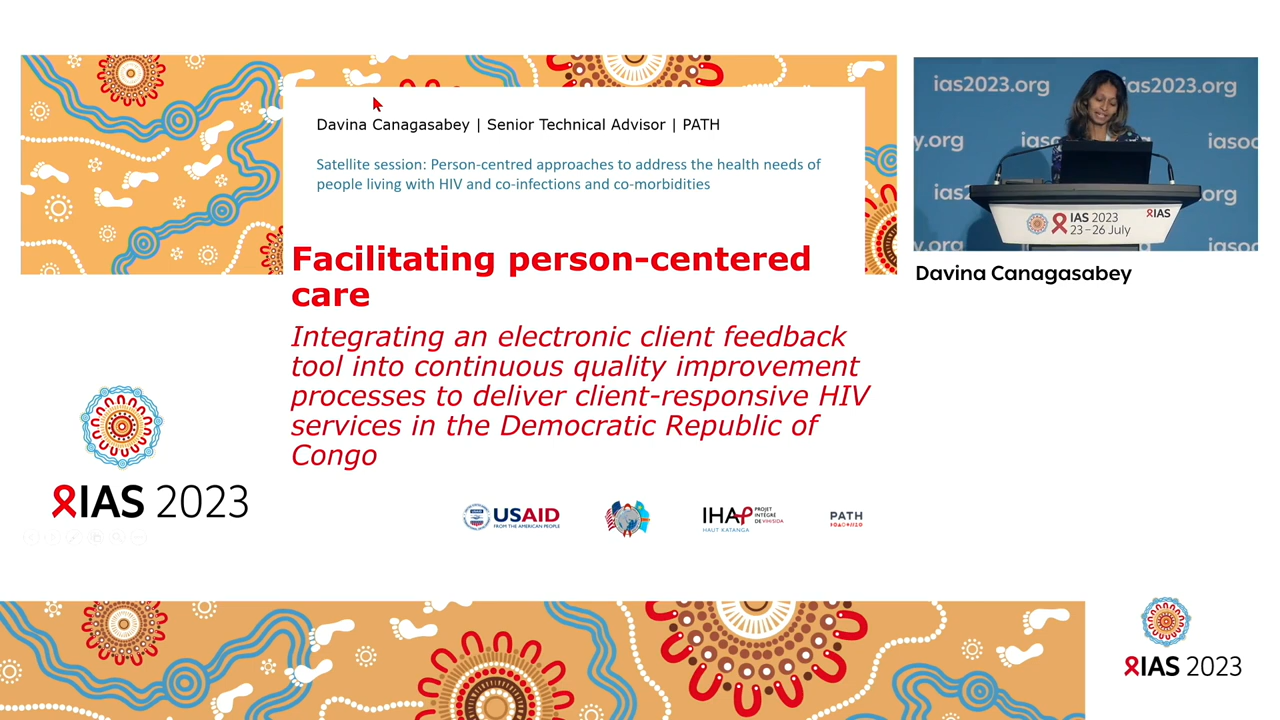 Davina Canagasabey | Senior Technical Advisor | PATH
Satellite session: Person-centred approaches to address the health needs of
people living with HIV and co-infections and co-morbidities
Facilitating person-centered
care
Integrating an electronic client feedback
tool into continuous quality improvement
processes to deliver client-responsive HIV
services in the Democratic Republic of
Congo
IAS 2023
USAID
FROM THE AMERICAN PEOPLE
IHAP
PROJET
INTÉGRÉ
DE VIH/SIDA
HAUT KATANGA
PATH
ias2023.org
ias2023.org
y.org
iasoc
.org
y.org
iasoc
IAS 2023
23-26 July
IAS
Davina Canagasabey
IAS 2023